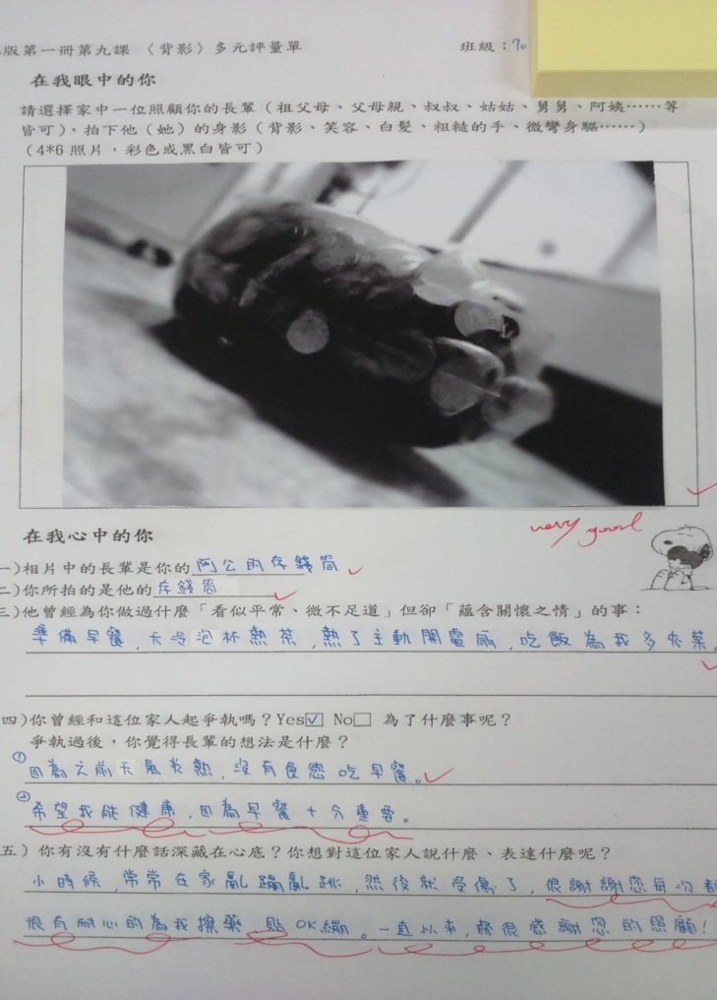 版第一冊第九課 〈背影〉多元評量單 班級：70
在我眼中的你
請選擇家中一位照顧你的長輩（祖父母、父母親、叔叔、姑姑、舅舅、阿姨……等
皆可），拍下他（她）的身影（背影、笑容、白髮、粗糙的手、微彎身軀……）
（4*6 照片，彩色或黑白皆可）
very good
在我心中的你
一)相片中的長輩是你的阿公的存錢筒
二)你所拍的是他的存錢筒
三)他曾經為你做過什麼「看似平常、微不足道」但卻「蘊含關懷之情」的事：
準備早餐，天冷泡杯熱茶，熱了主動開電扇，吃飯為我多夾菜。
四)你曾經和這位家人起爭執嗎？Yes☑ No□ 為了什麼事呢？
爭執過後，你覺得長輩的想法是什麼？
①因為之前天氣炎熱，沒有食慾吃早餐。
②希望我能健康，因為早餐十分重要。
五）你有沒有什麼話深藏在心底？你想對這位家人說什麼、表達什麼呢？
小時候，常常在家亂蹦亂跳，然後就受傷了，很謝謝您每次都
很有耐心的為我擦藥、貼OK繃。一直以來，都很感謝您的照顧！